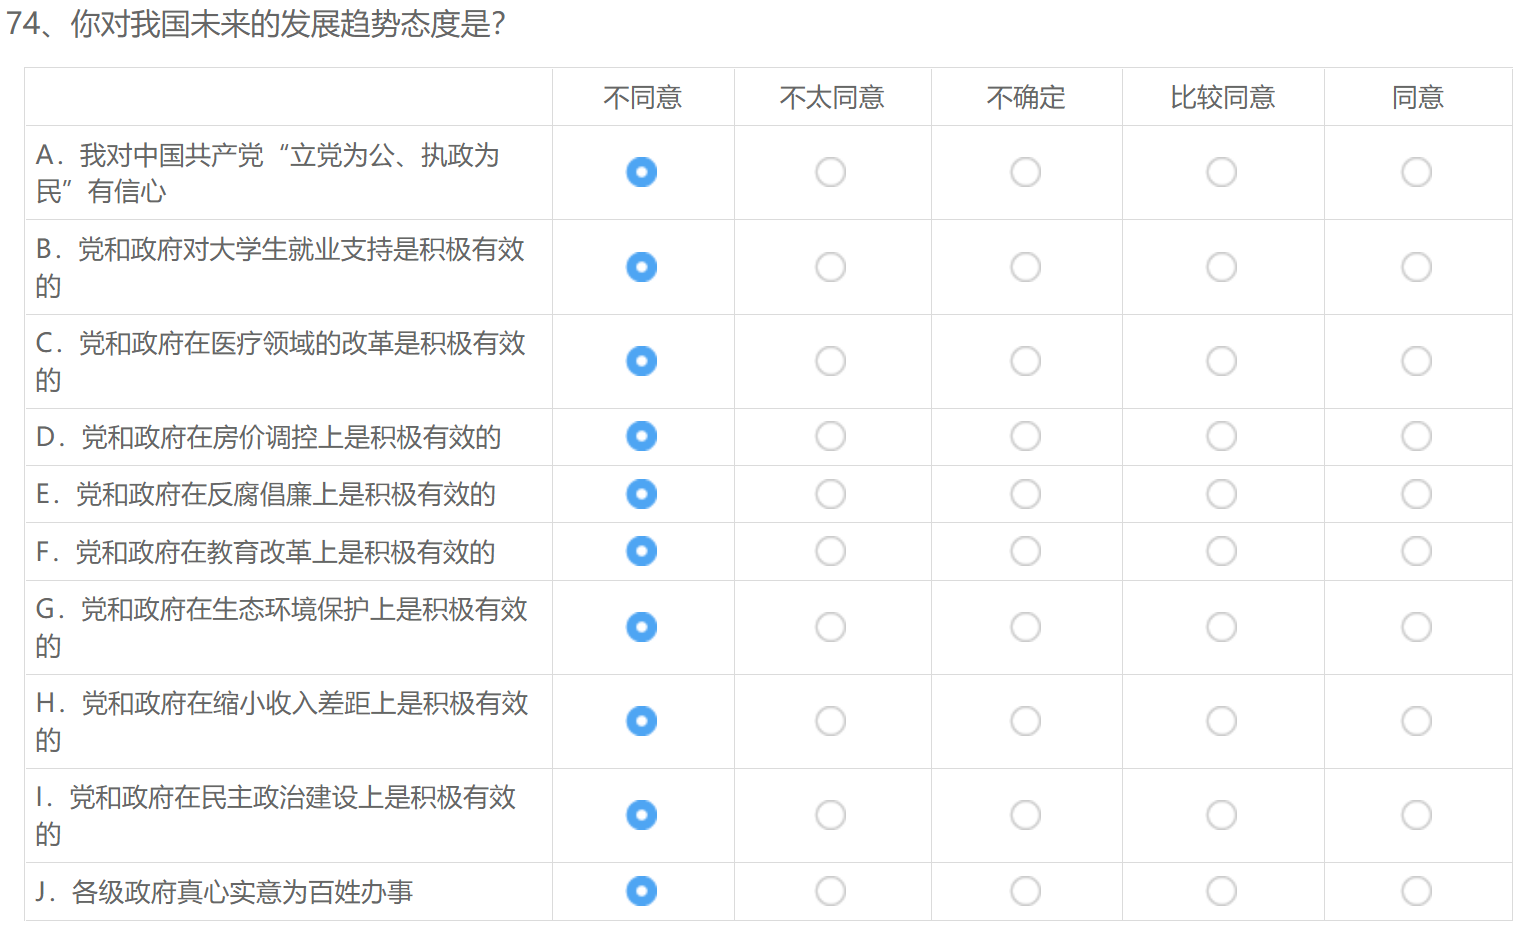 74、你对我国未来的发展趋势态度是？
不同意 不太同意 不确定 比较同意 同意
A. 我对中国共产党“立党为公、执政为
民”有信心
B. 党和政府对大学生就业支持是积极有效
的
C. 党和政府在医疗领域的改革是积极有效
的
D. 党和政府在房价调控上是积极有效的
E. 党和政府在反腐倡廉上是积极有效的
F. 党和政府在教育改革上是积极有效的
G. 党和政府在生态环境保护上是积极有效
的
H. 党和政府在缩小收入差距上是积极有效
的
I. 党和政府在民主政治建设上是积极有效
的
J. 各级政府真心实意为百姓办事